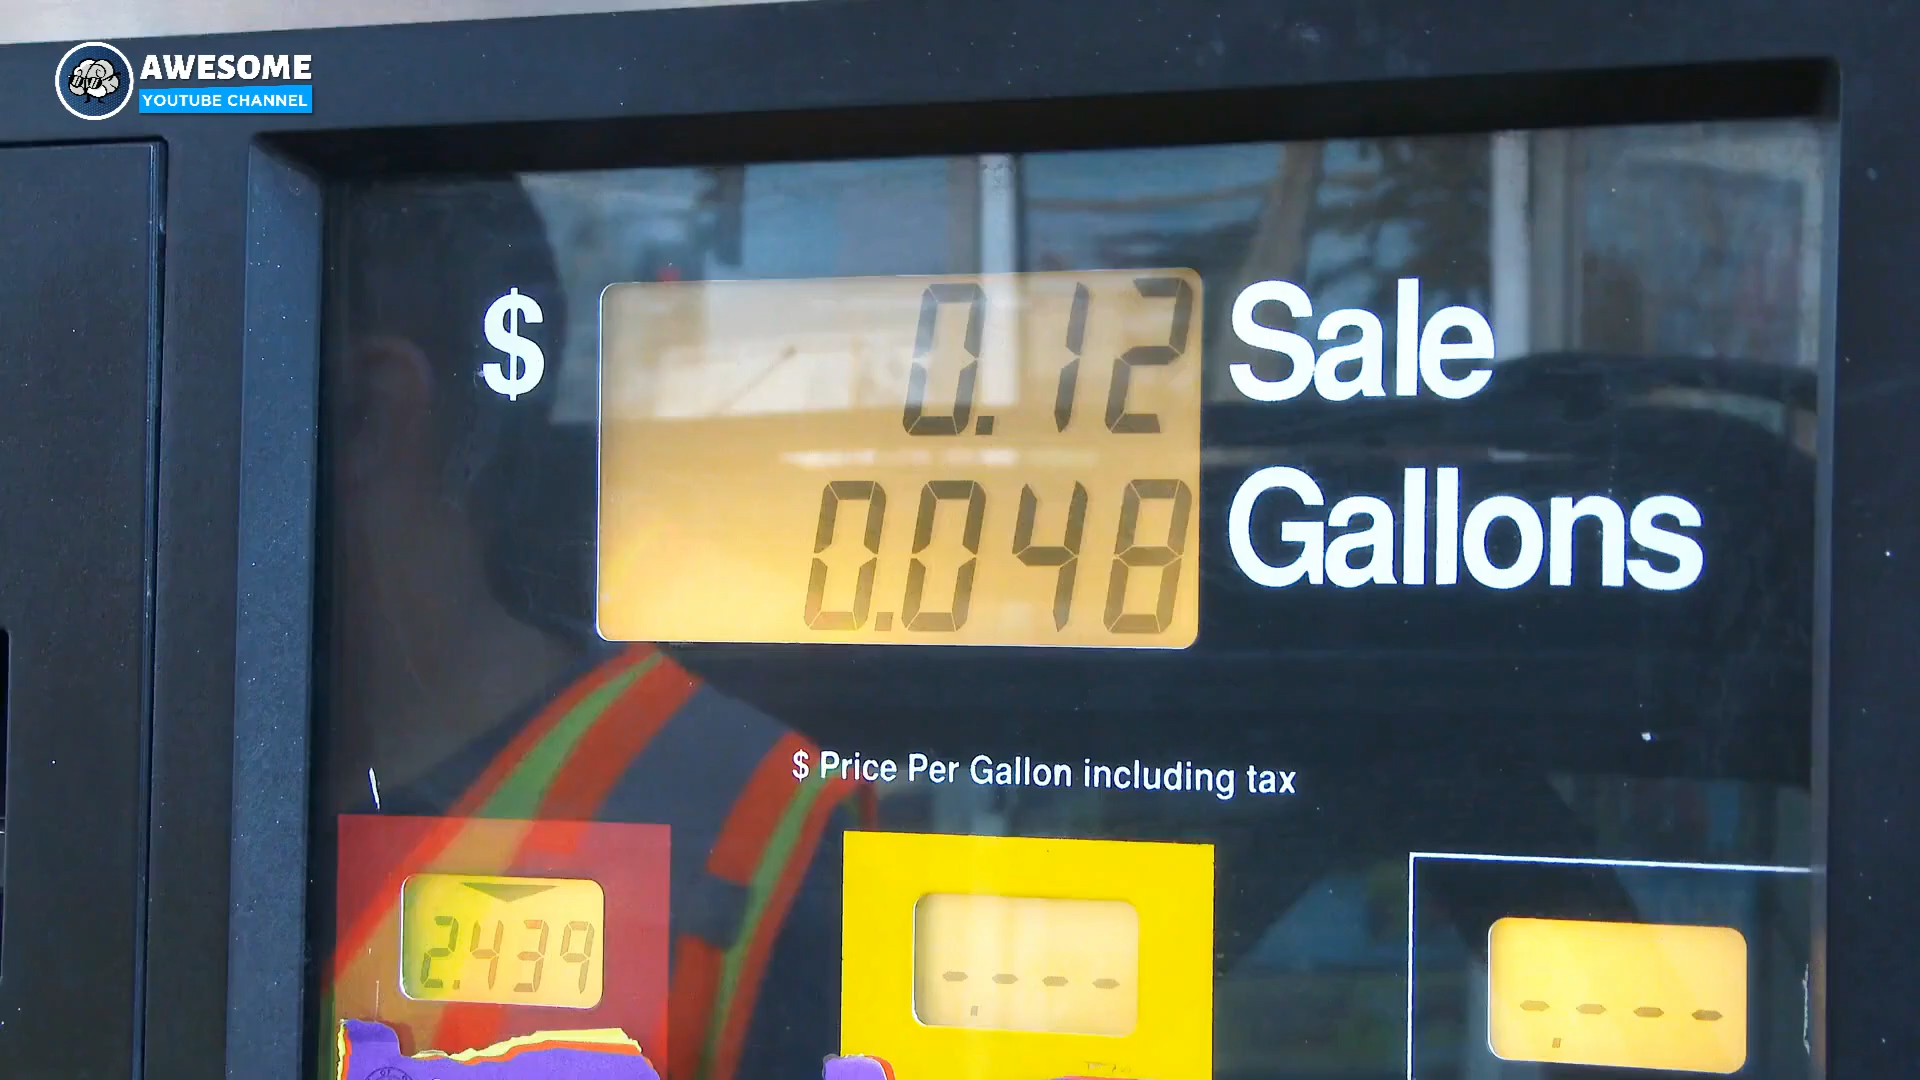 AWESOME
YOUTUBE CHANNEL
$ 0.12 Sale
0.048 Gallons
$ Price Per Gallon including tax
2.439
- -.- -
- -.- -